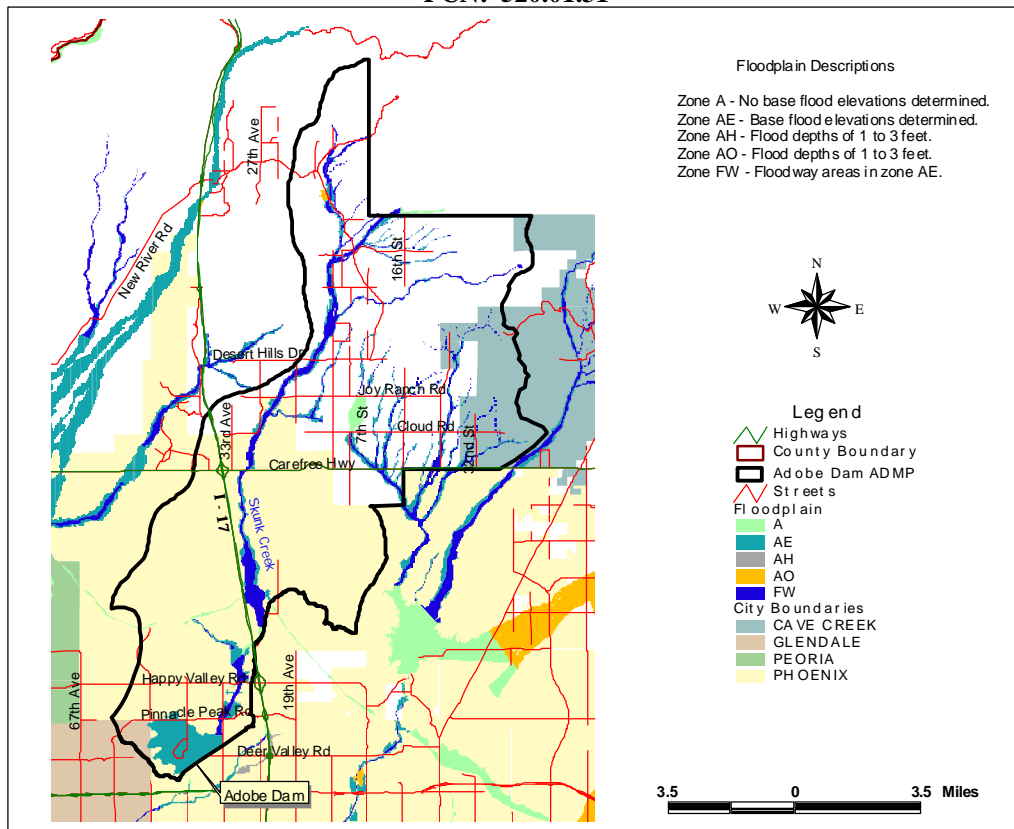 27th Ave
New River Rd
16th St
Desert Hills Dr
Joy Ranch Rd
7th St
Cloud Rd
33rd Ave
32nd St
Carefree Hwy
I - 17
Skunk Creek
Happy Valley Rd
67th Ave
19th Ave
Pinnacle Peak Rd
Deer Valley Rd
Adobe Dam
Floodplain Descriptions
Zone A - No base flood elevations determined.
Zone AE - Base flood elevations determined.
Zone AH - Flood depths of 1 to 3 feet.
Zone AO - Flood depths of 1 to 3 feet.
Zone FW - Floodway areas in zone AE.
N
W E
S
Legend
Highways
County Boundary
Adobe Dam ADMP
Streets
Floodplain
A
AE
AH
AO
FW
City Boundaries
CAVE CREEK
GLENDALE
PEORIA
PHOENIX
3.5 0 3.5 Miles